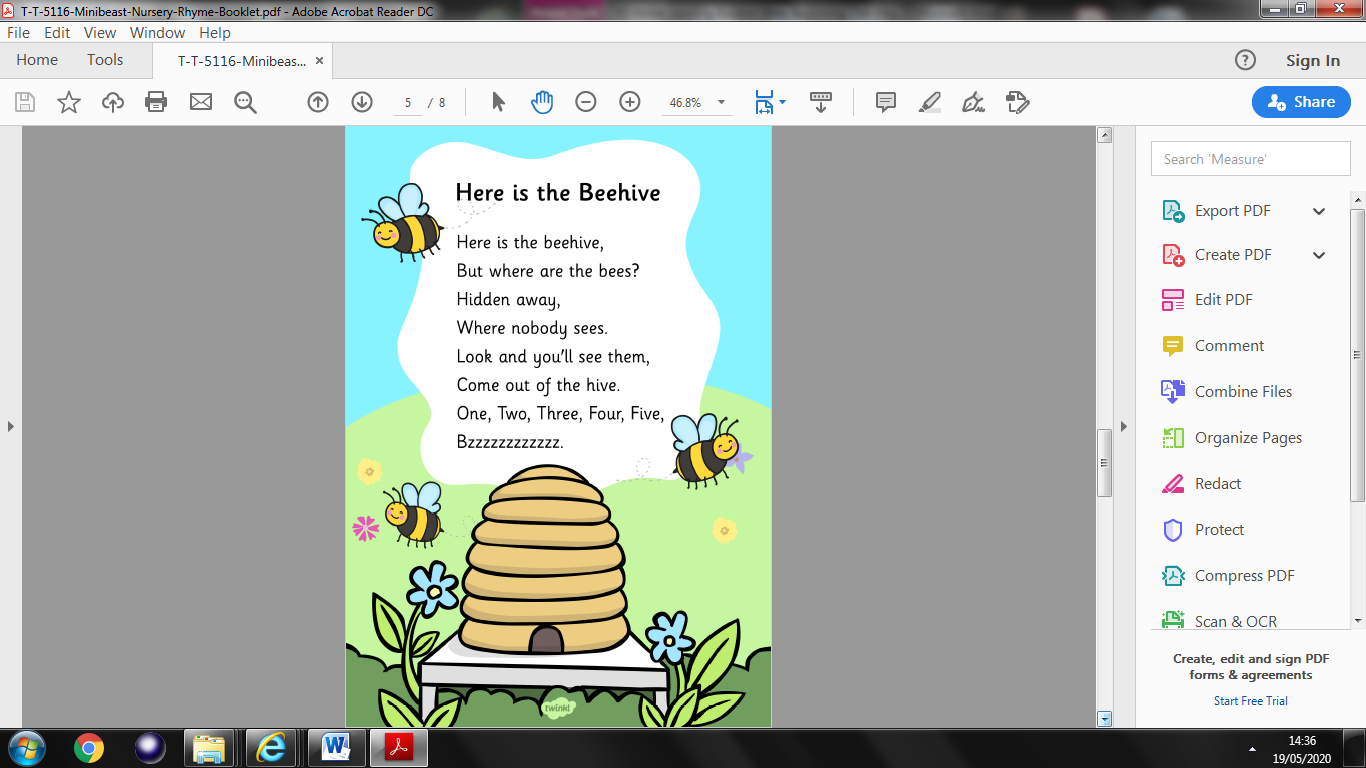 T-T-5116-Minibeast-Nursery-Rhyme-Booklet.pdf - Adobe Acrobat Reader DC
File Edit View Window Help
Home Tools T-T-5116-Minibeas... × ? Sign In
5 / 8 46.8% Share
Here is the Beehive
Here is the beehive,
But where are the bees?
Hidden away,
Where nobody sees.
Look and you'll see them,
Come out of the hive.
One, Two, Three, Four, Five,
Bzzzzzzzzzzzz.
twinkl
Search 'Measure'
Export PDF
Create PDF
Edit PDF
Comment
Combine Files
Organize Pages
Redact
Protect
Compress PDF
Scan & OCR
Create, edit and sign PDF
forms & agreements
Start Free Trial
14:36
19/05/2020